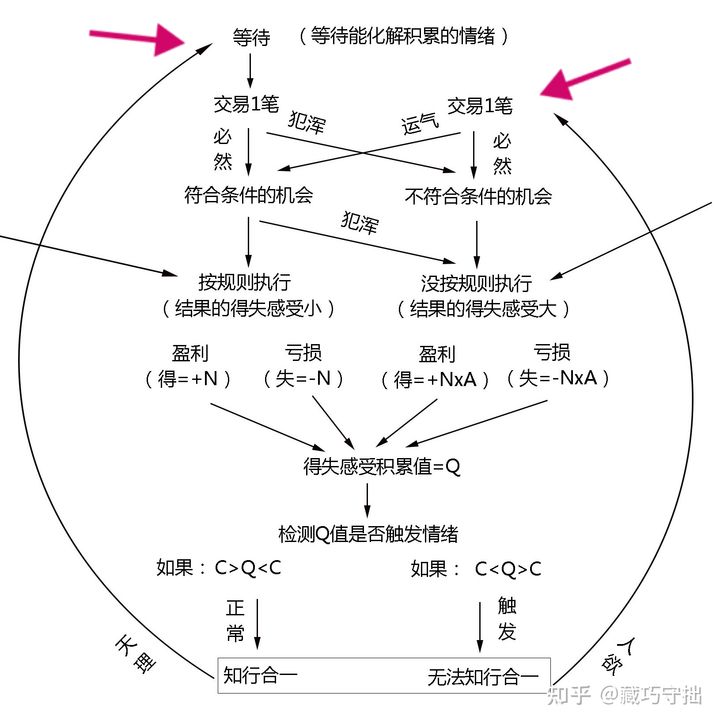 等待 （等待能化解积累的情绪）
交易1笔 交易1笔
必然 犯浑 运气 必然
符合条件的机会 不符合条件的机会
犯浑
按规则执行 没按规则执行
（结果的得失感受小） （结果的得失感受大）
盈利 亏损 盈利 亏损
（得=+N） （失=-N） （得=+NxA） （失=-NxA）
得失感受积累值=Q
检测Q值是否触发情绪
如果：C>Q<C 如果： C<Q>C
正常 触发
天理 人欲
知行合一 无法知行合一
知乎 @藏巧守拙